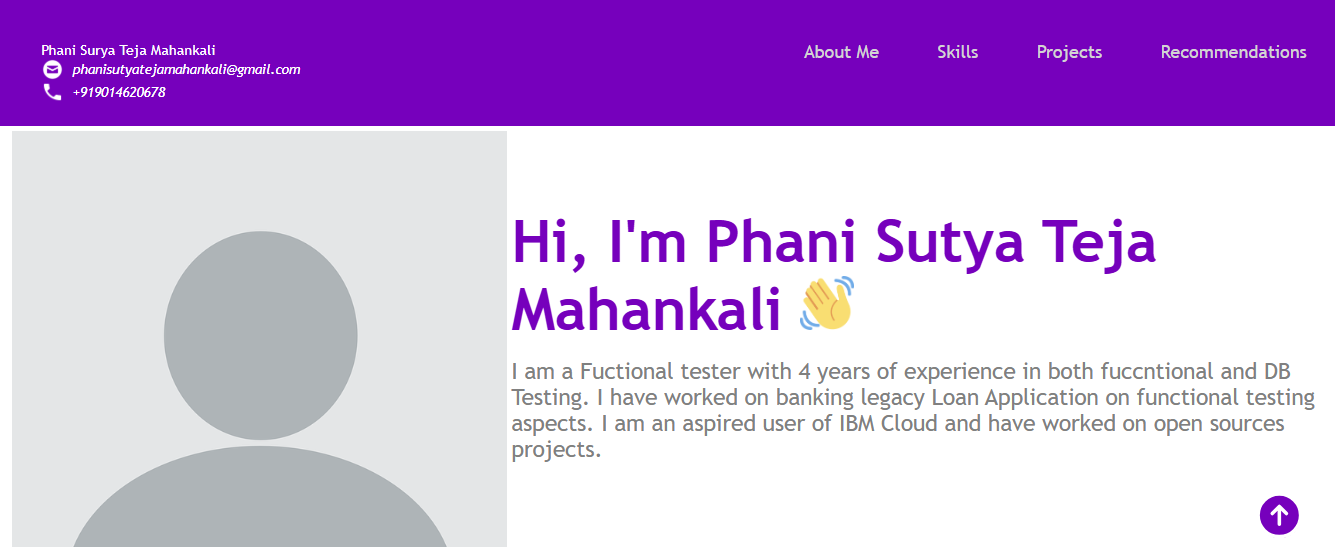 Phani Surya Teja Mahankali
phanisutyatejamahankali@gmail.com
+919014620678
About Me Skills Projects Recommendations
Hi, I'm Phani Sutya Teja
Mahankali 👋
I am a Fuctional tester with 4 years of experience in both fuccntional and DB
Testing. I have worked on banking legacy Loan Application on functional testing
aspects. I am an aspired user of IBM Cloud and have worked on open sources
projects.